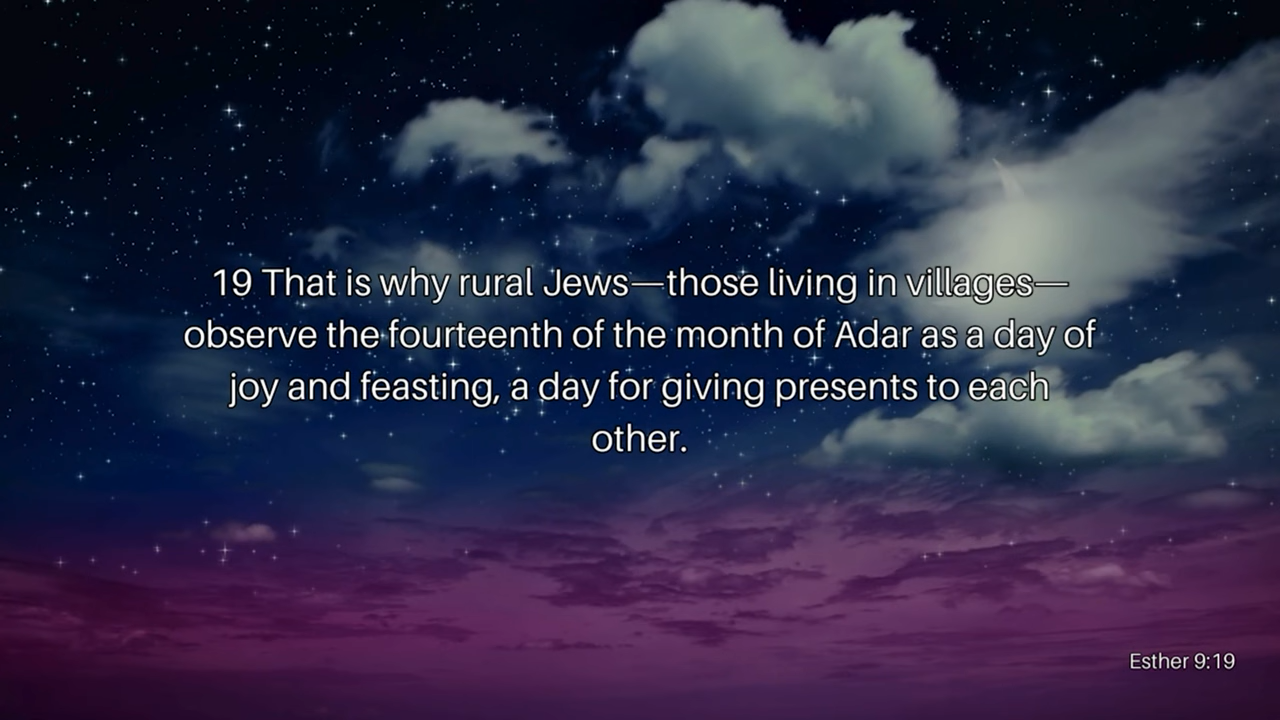 19 That is why rural Jews—those living in villages—
observe the fourteenth of the month of Adar as a day of
joy and feasting, a day for giving presents to each
other.
Esther 9:19